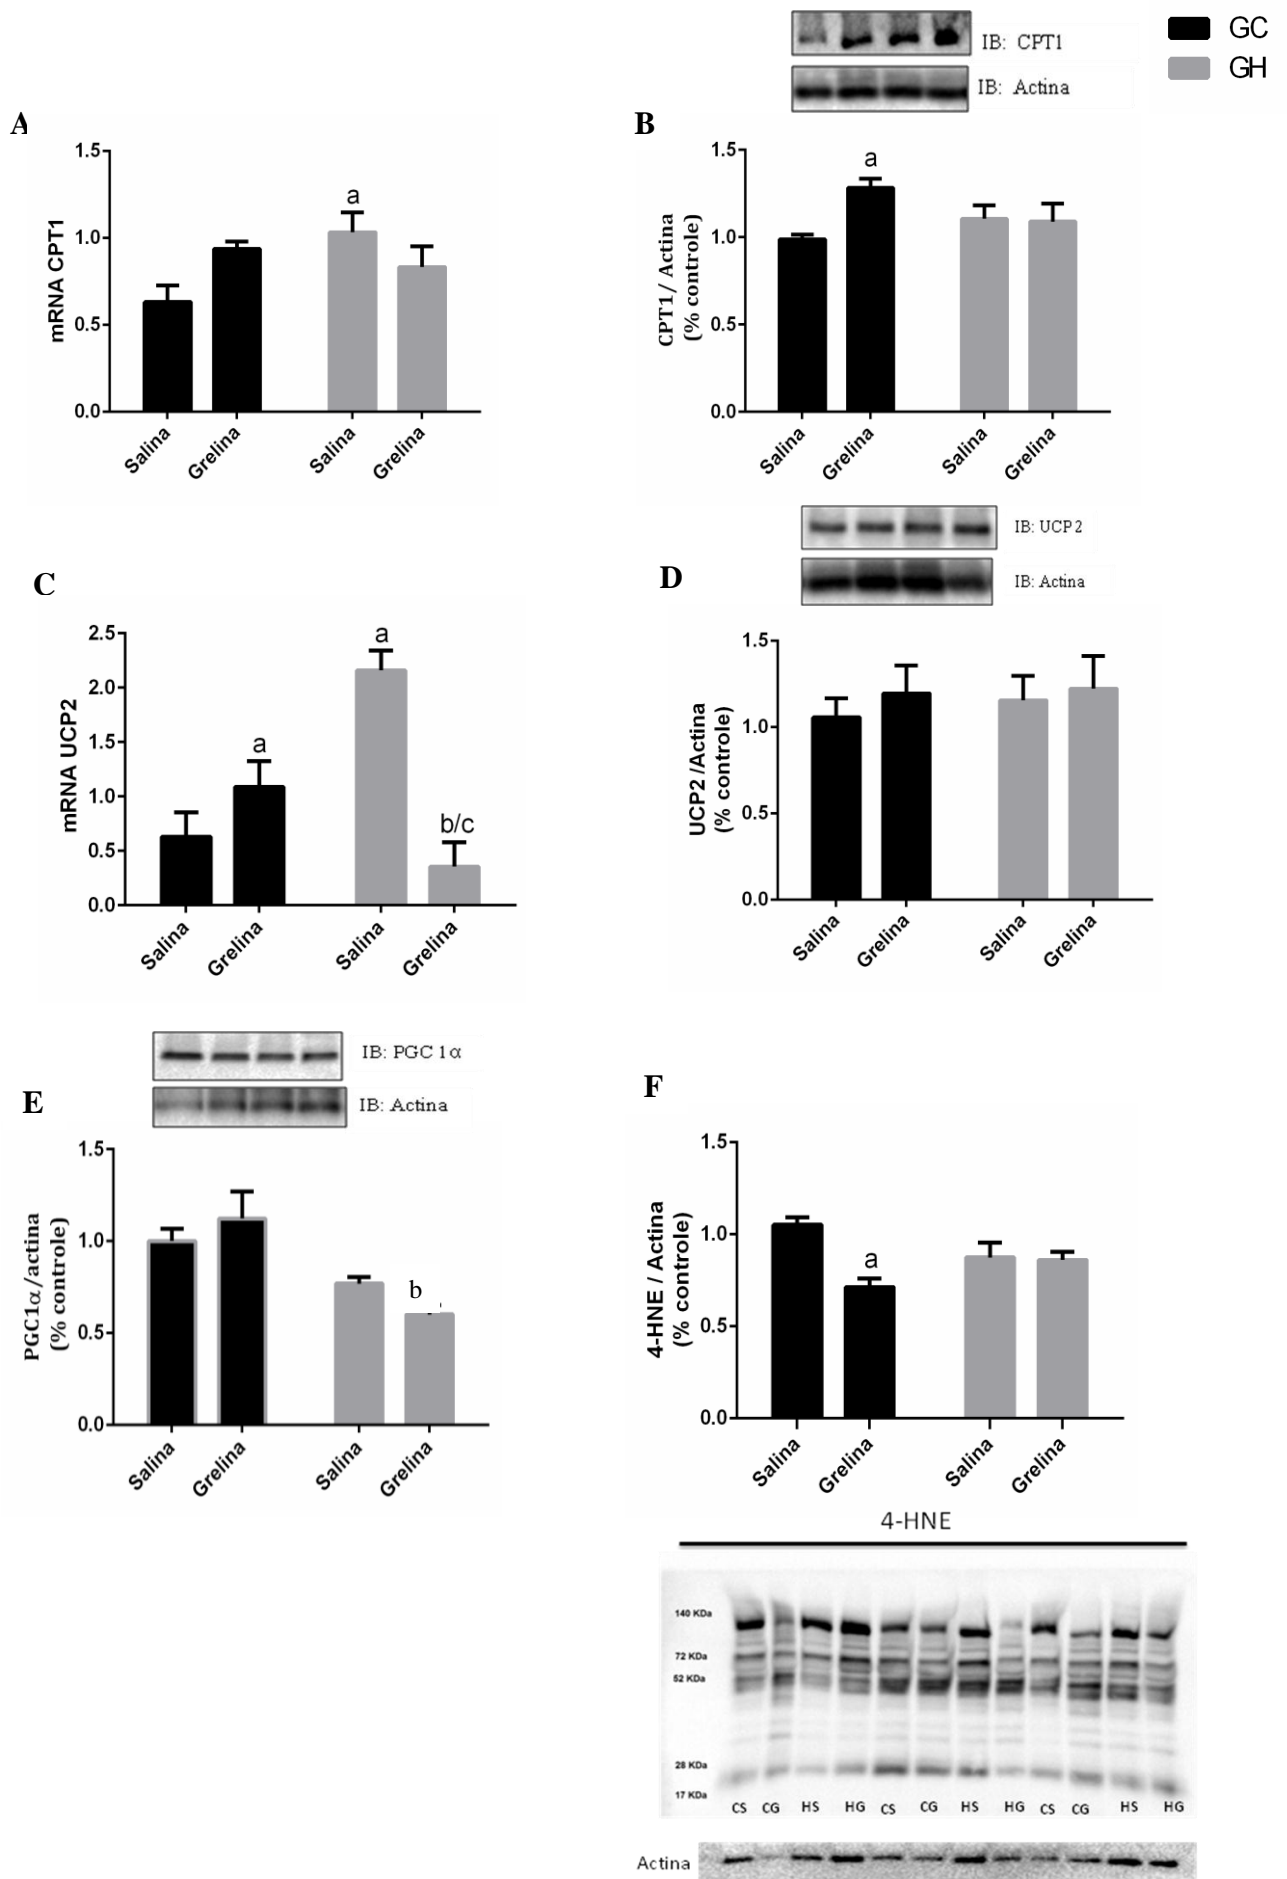 GC
GH
IB: CPT1
IB: Actina
A
mRNA CPT1
1.5
1.0
0.5
0.0
a
Salina
Grelina
Salina
Grelina
B
CPT1/ Actina
(% controle)
1.5
1.0
0.5
0.0
a
Salina
Grelina
Salina
Grelina
C
mRNA UCP2
2.5
2.0
1.5
1.0
0.5
0.0
a
a
b/c
Salina
Grelina
Salina
Grelina
IB: UCP2
IB: Actina
D
UCP2 /Actina
(% controle)
1.5
1.0
0.5
0.0
Salina
Grelina
Salina
Grelina
IB: PGC 1α
IB: Actina
E
PGC1α/actina
(% controle)
1.5
1.0
0.5
0.0
b
Salina
Grelina
Salina
Grelina
F
4-HNE / Actina
(% controle)
1.5
1.0
0.5
0.0
a
Salina
Grelina
Salina
Grelina
4-HNE
140 KDa
72 KDa
52 KDa
28 KDa
17 KDa
CS CG HS HG CS CG HS HG CS CG HS HG
Actina